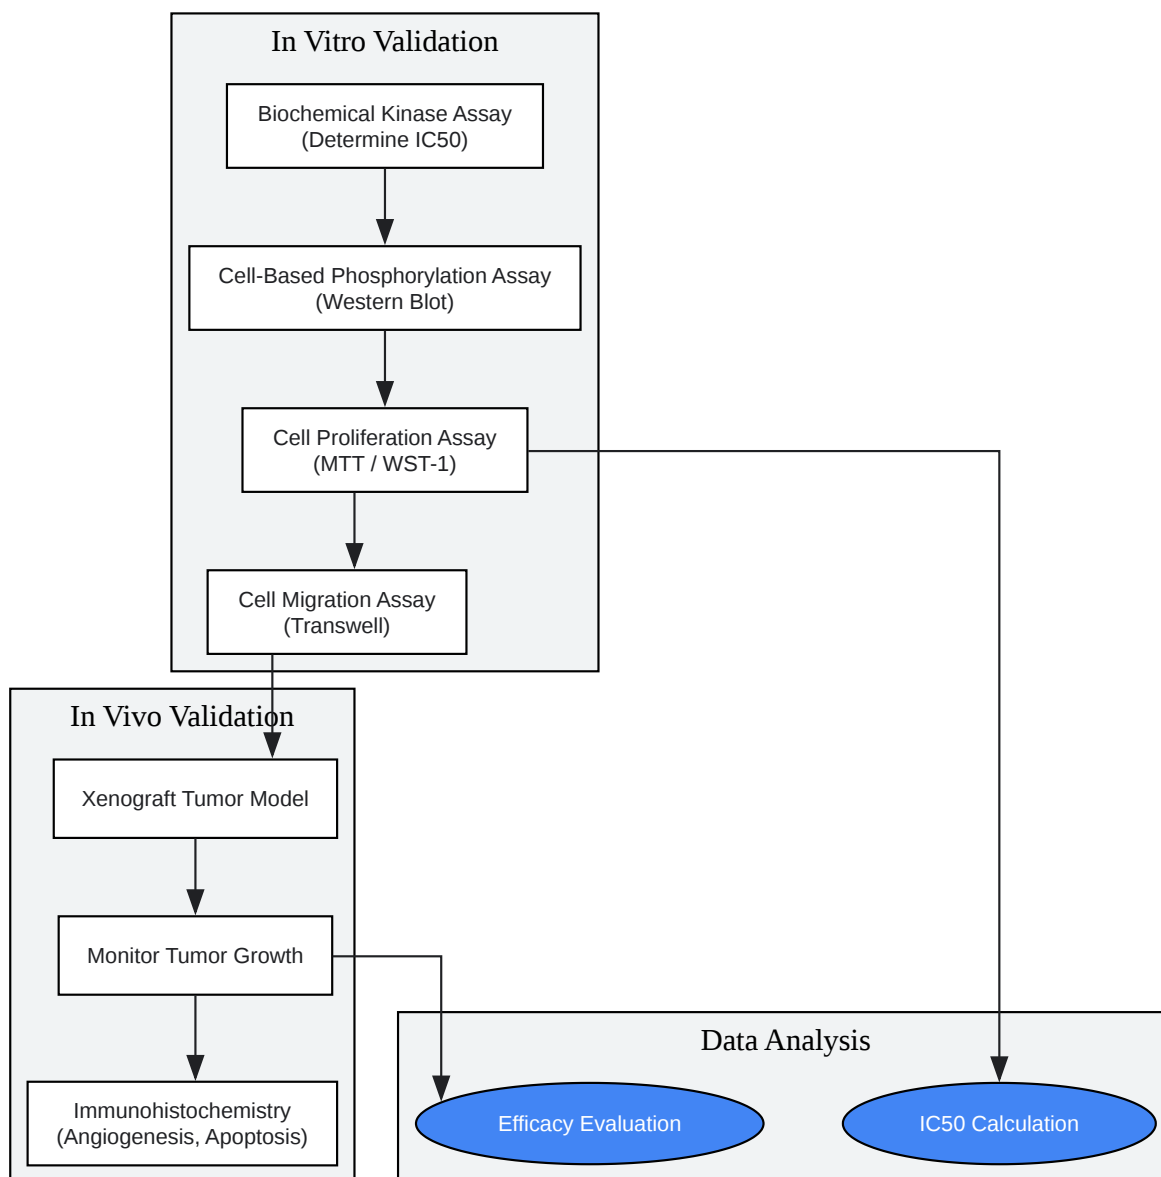 In Vitro Validation
Biochemical Kinase Assay
(Determine IC50)
Cell-Based Phosphorylation Assay
(Western Blot)
Cell Proliferation Assay
(MTT / WST-1)
Cell Migration Assay
(Transwell)
In Vivo Validation
Xenograft Tumor Model
Monitor Tumor Growth
Immunohistochemistry
(Angiogenesis, Apoptosis)
Data Analysis
Efficacy Evaluation
IC50 Calculation